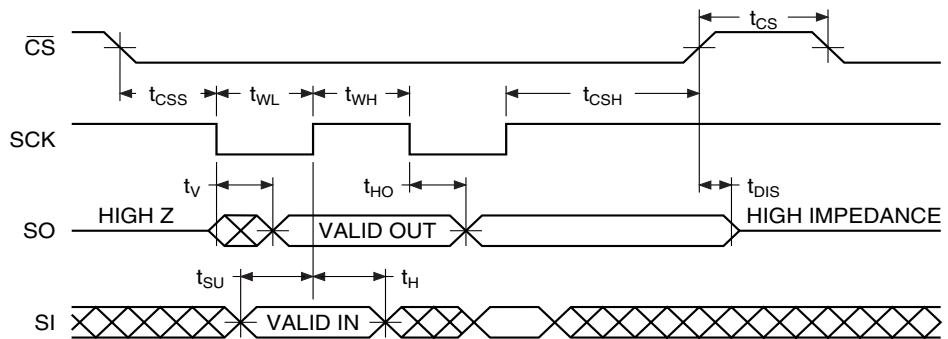 t_CS
C̅S̅
t_CSS t_WL t_WH t_CSH
SCK
t_V t_HO t_DIS
HIGH Z HIGH IMPEDANCE
SO VALID OUT
t_SU t_H
SI VALID IN